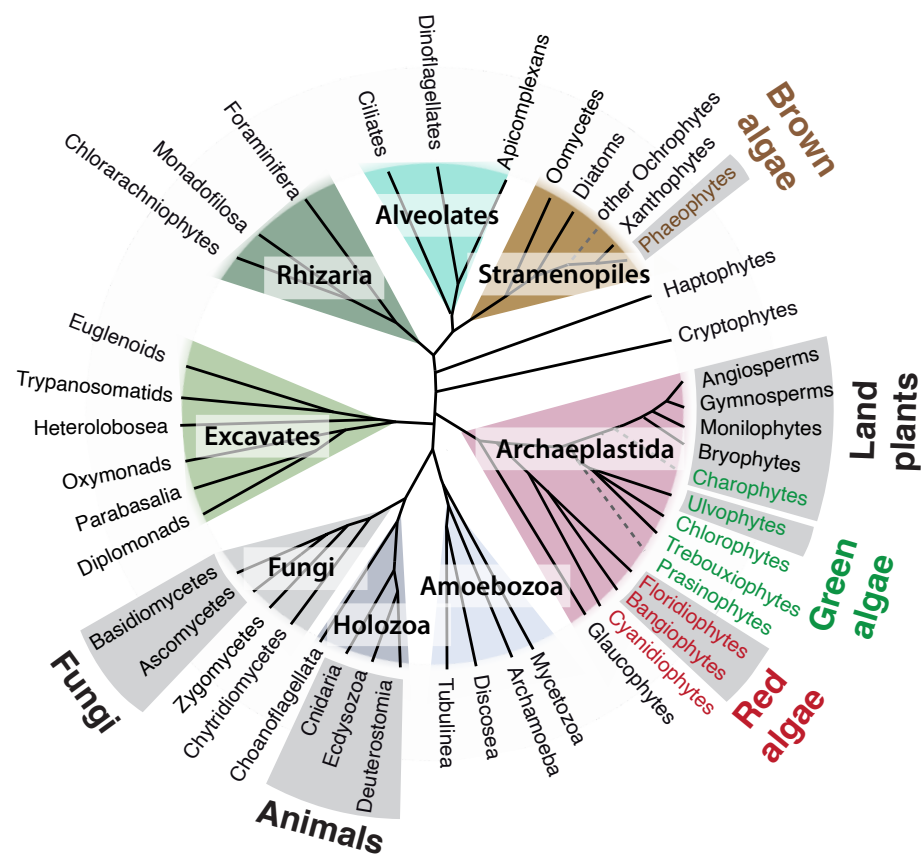 Chlorarachniophytes
Monadofilosa
Foraminifera
Rhizaria
Ciliates
Dinoflagellates
Apicomplexans
Alveolates
Oomycetes
Diatoms
other Ochrophytes
Xanthophytes
Phaeophytes
Stramenopiles
Brown
algae
Haptophytes
Cryptophytes
Angiosperms
Gymnosperms
Monilophytes
Bryophytes
Charophytes
Land
plants
Archaeplastida
Ulvophytes
Chlorophytes
Trebouxiophytes
Prasinophytes
Green
algae
Floridiophytes
Bangiophytes
Cyanidiophytes
Red
algae
Glaucophytes
Amoebozoa
Mycetozoa
Archamoeba
Discosea
Tubulinea
Holozoa
Deuterostomia
Ecdysozoa
Cnidaria
Choanoflagellata
Animals
Fungi
Chytridiomycetes
Zygomycetes
Ascomycetes
Basidiomycetes
Fungi
Excavates
Diplomonads
Parabasalia
Oxymonads
Heterolobosea
Trypanosomatids
Euglenoids